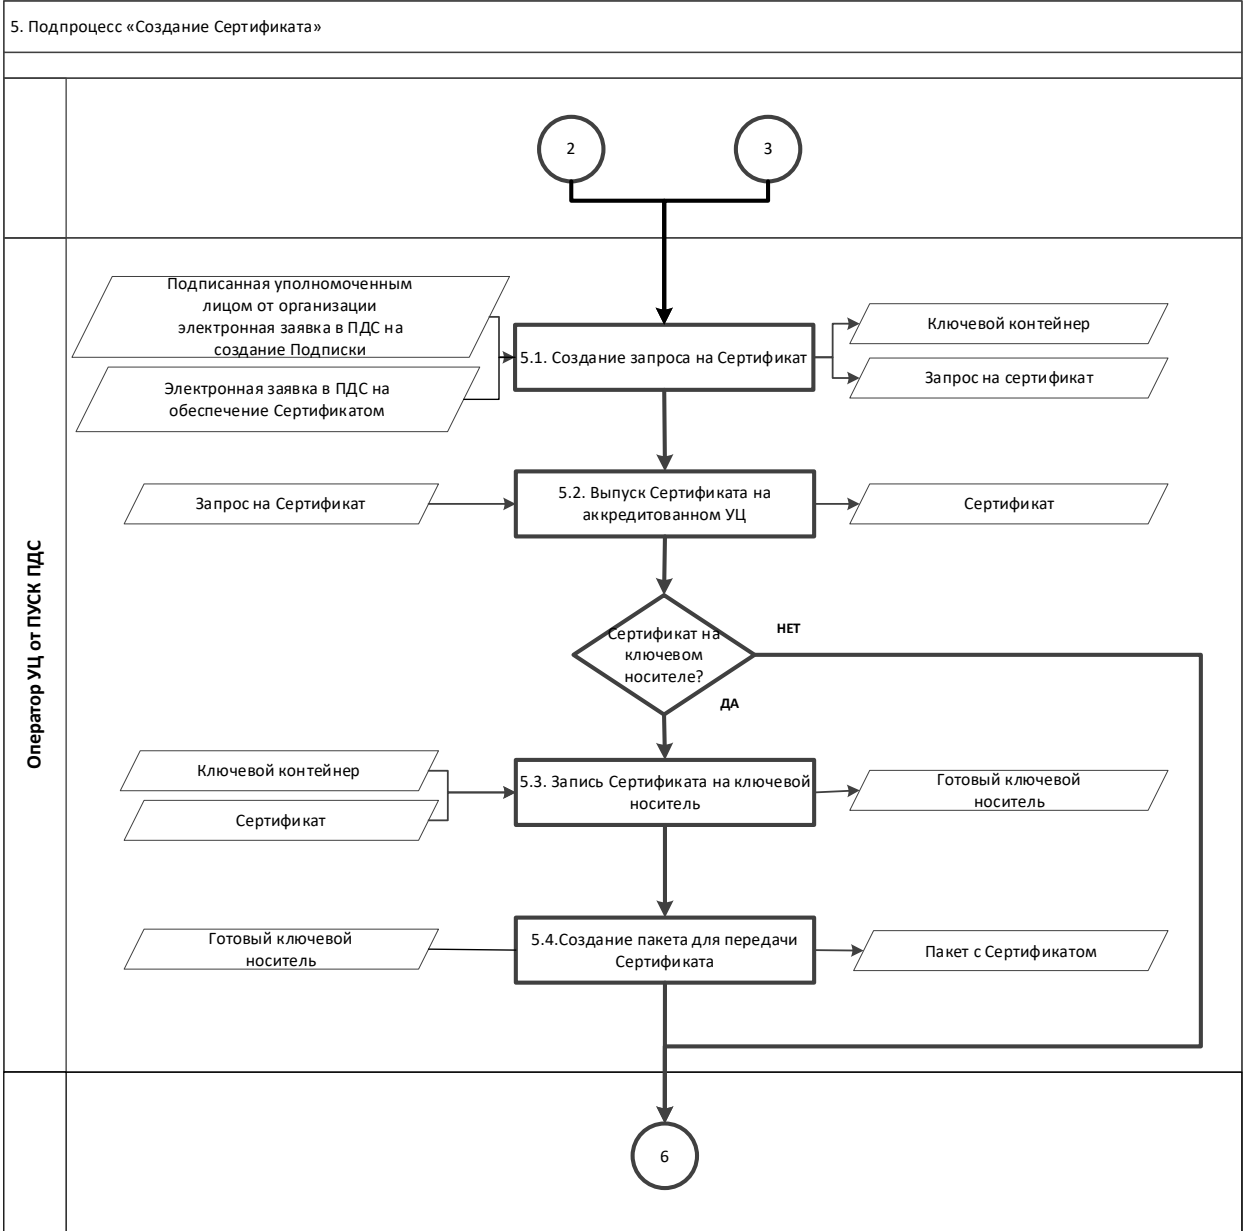 5. Подпроцесс «Создание Сертификата»
2
3
Оператор УЦ от ПУСК ПДС
Подписанная уполномоченным
лицом от организации
электронная заявка в ПДС на
создание Подписки
Электронная заявка в ПДС на
обеспечение Сертификатом
5.1. Создание запроса на Сертификат
Ключевой контейнер
Запрос на сертификат
Запрос на Сертификат
5.2. Выпуск Сертификата на
аккредитованном УЦ
Сертификат
Сертификат на
ключевом
носителе?
НЕТ
ДА
Ключевой контейнер
Сертификат
5.3. Запись Сертификата на ключевой
носитель
Готовый ключевой
носитель
Готовый ключевой
носитель
5.4.Создание пакета для передачи
Сертификата
Пакет с Сертификатом
6